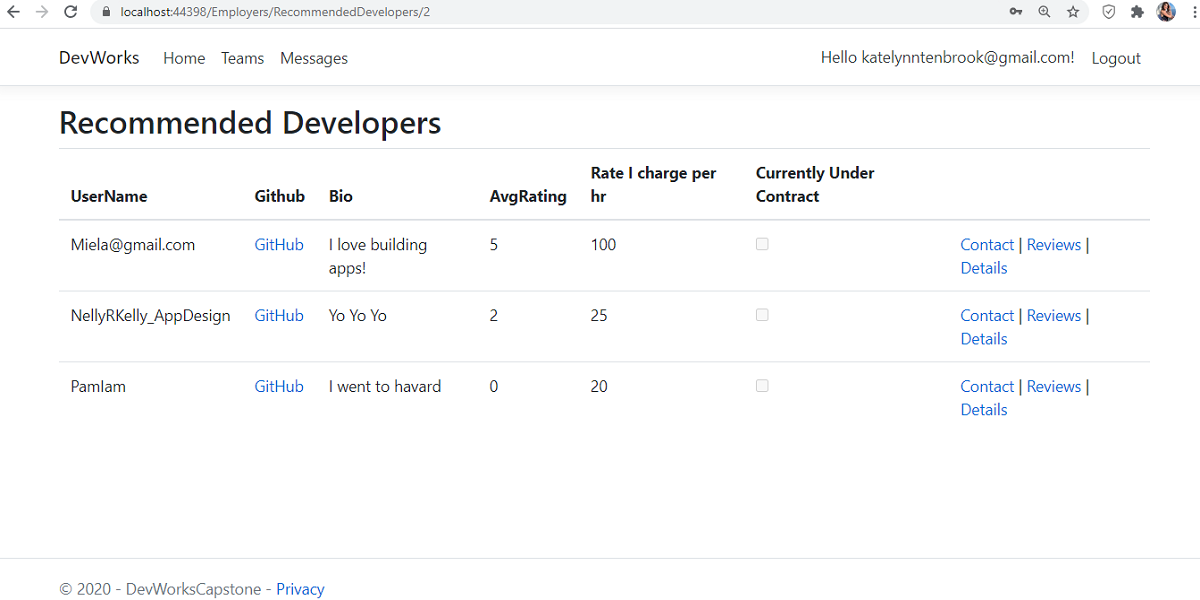 localhost:44398/Employers/RecommendedDevelopers/2
DevWorks Home Teams Messages Hello katelynntenbrook@gmail.com! Logout
Recommended Developers
UserName Github Bio AvgRating Rate I charge per hr Currently Under Contract
Miela@gmail.com GitHub I love building apps! 5 100 Contact | Reviews | Details
NellyRKelly_AppDesign GitHub Yo Yo Yo 2 25 Contact | Reviews | Details
PamIam GitHub I went to havard 0 20 Contact | Reviews | Details
© 2020 - DevWorksCapstone - Privacy